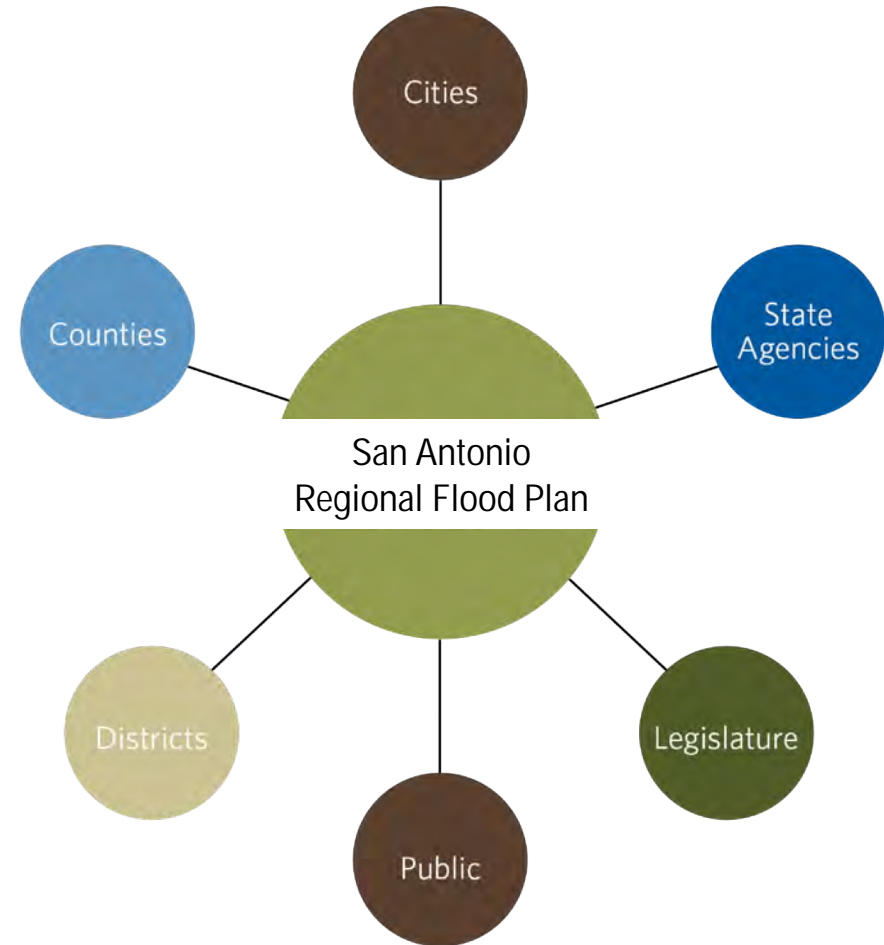 Cities
Counties
State
Agencies
San Antonio
Regional Flood Plan
Districts
Legislature
Public